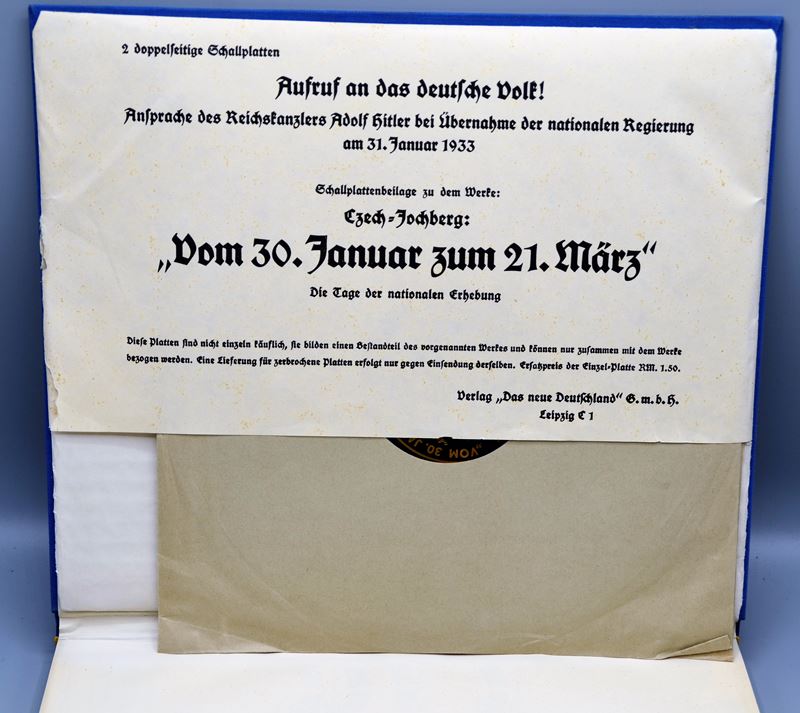 2 doppelseitige Schallplatten
Aufruf an das deutsche Volk!
Ansprache des Reichskanzlers Adolf Hitler bei Übernahme der nationalen Regierung
am 31. Januar 1933
Schallplattenbeilage zu dem Werke:
Czech-Jochberg:
„Vom 30. Januar zum 21. März“
Die Tage der nationalen Erhebung
Diese Platten sind nicht einzeln käuflich, sie bilden einen Bestandteil des vorgenannten Werkes und können nur zusammen mit dem Werke
bezogen werden. Eine Lieferung für zerbrochene Platten erfolgt nur gegen Einsendung derselben. Ersatzpreis der Einzel-Platte RM. 1.50.
Verlag „Das neue Deutschland“ G. m. b. H.
Leipzig C 1
„VOM 30.